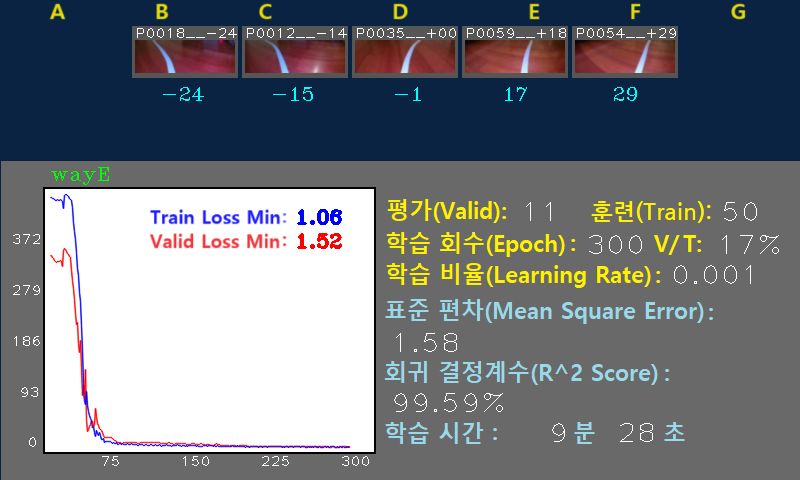 A B C D E F G
P0018__-24 P0012__-14 P0035__+00 P0059__+18 P0054__+29
-24 -15 -1 17 29
wayE
Train Loss Min: 1.06
Valid Loss Min: 1.52
372
279
186
93
0
75 150 225 300
평가(Valid): 11 훈련(Train): 50
학습 회수(Epoch): 300 V/T: 17%
학습 비율(Learning Rate): 0.001
표준 편차(Mean Square Error):
1.58
회귀 결정계수(R^2 Score):
99.59%
학습 시간 : 9 분 28 초